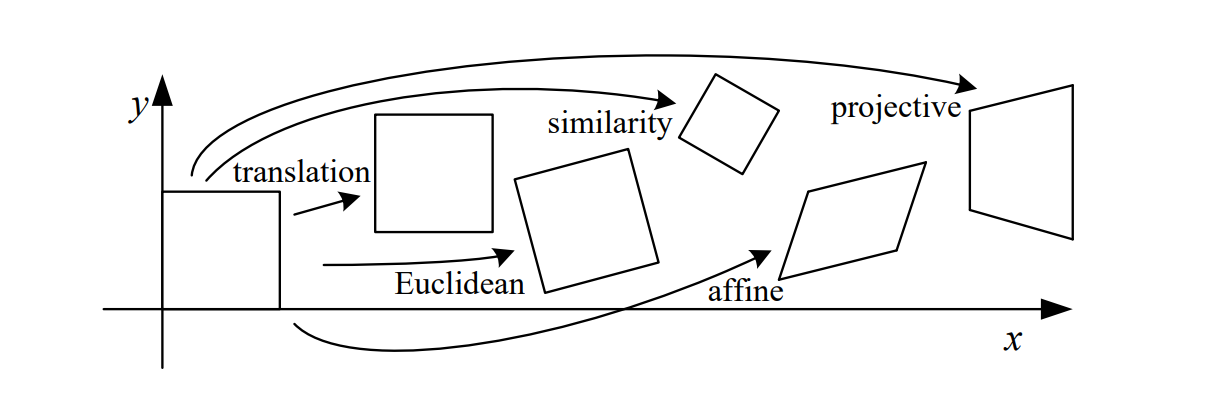 y
projective
similarity
translation
Euclidean
affine
x